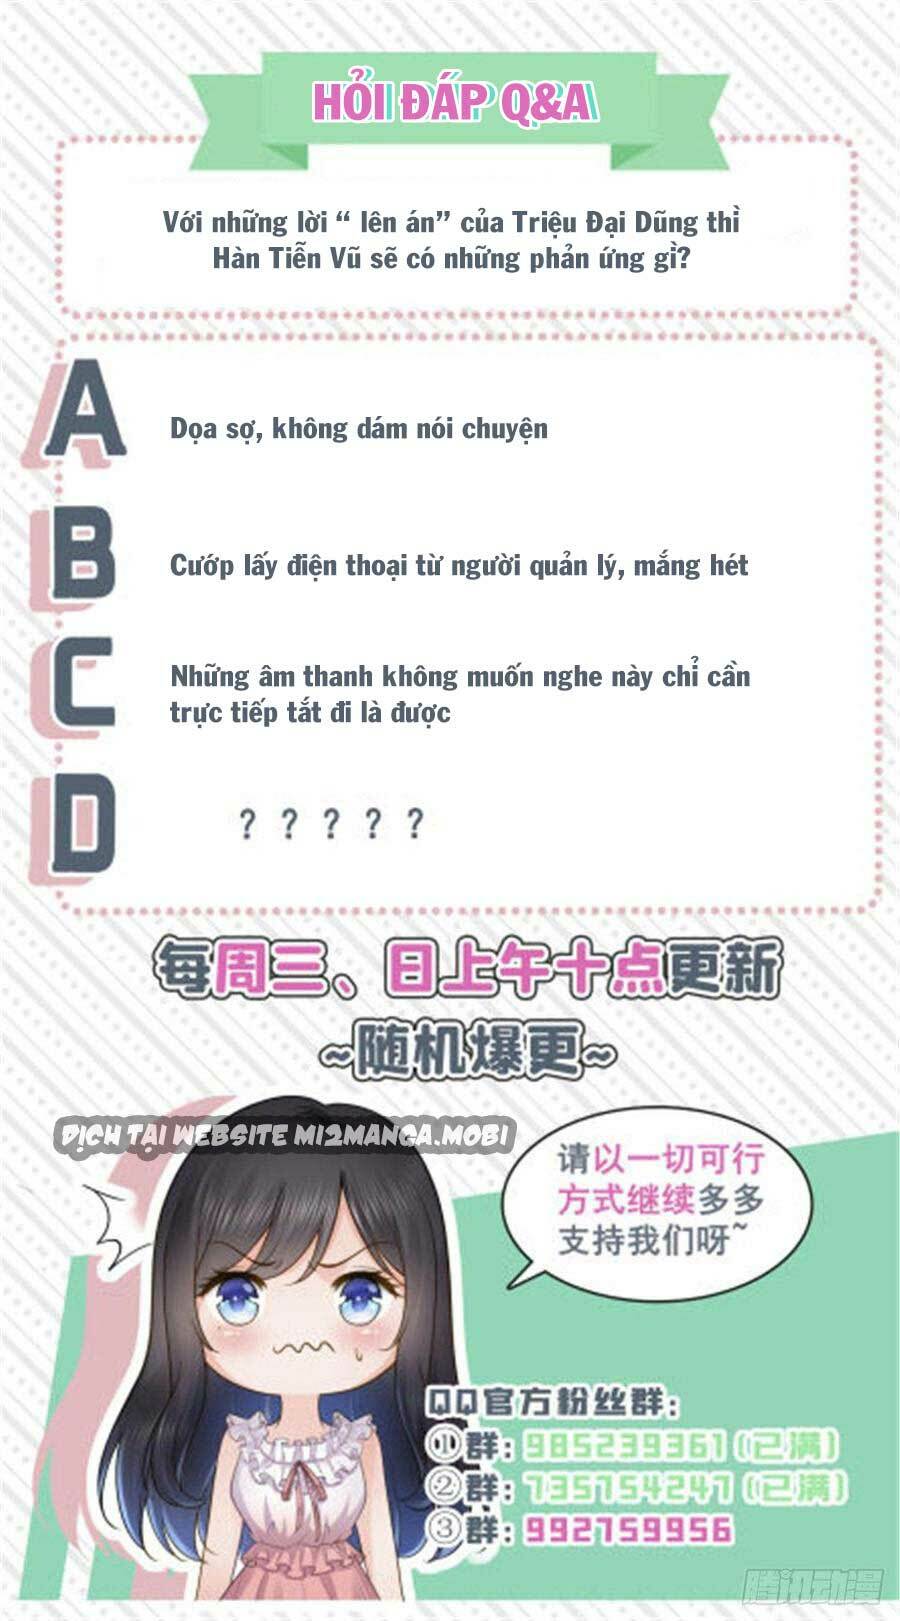 HỎI ĐÁP Q&A
Với những lời “ lên án” của Triệu Đại Dũng thì
Hàn Tiễn Vũ sẽ có những phản ứng gì?
A
Dọa sợ, không dám nói chuyện
B
Cướp lấy điện thoại từ người quản lý, mắng hét
C
Những âm thanh không muốn nghe này chỉ cần
trực tiếp tắt đi là được
D
? ? ? ? ?
每周三、日上午十点更新
~随机爆更~
DỊCH TẠI WEBSITE MI2MANGA.MOBI
请以一切可行
方式继续多多
支持我们呀~
QQ官方粉丝群:
①群: 985239361 (已满)
②群: 735754247 (已满)
③群: 992759956
腾讯动漫